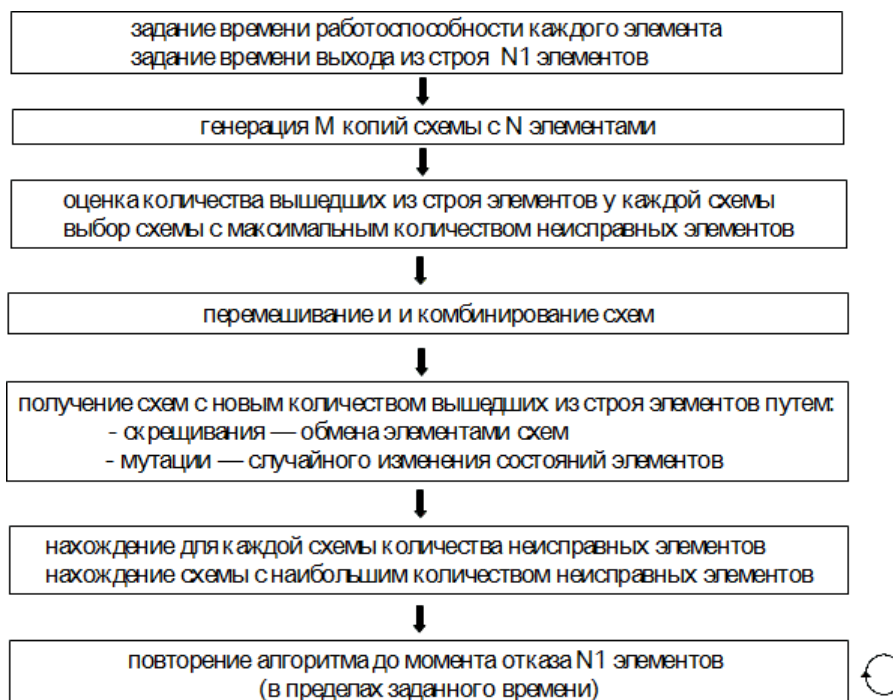 задание времени работоспособности каждого элемента
задание времени выхода из строя N1 элементов
генерация M копий схемы с N элементами
оценка количества вышедших из строя элементов у каждой схемы
выбор схемы с максимальным количеством неисправных элементов
перемешивание и и комбинирование схем
получение схем с новым количеством вышедших из строя элементов путем:
- скрещивания — обмена элементами схем
- мутации — случайного изменения состояний элементов
нахождение для каждой схемы количества неисправных элементов
нахождение схемы с наибольшим количеством неисправных элементов
повторение алгоритма до момента отказа N1 элементов
(в пределах заданного времени)